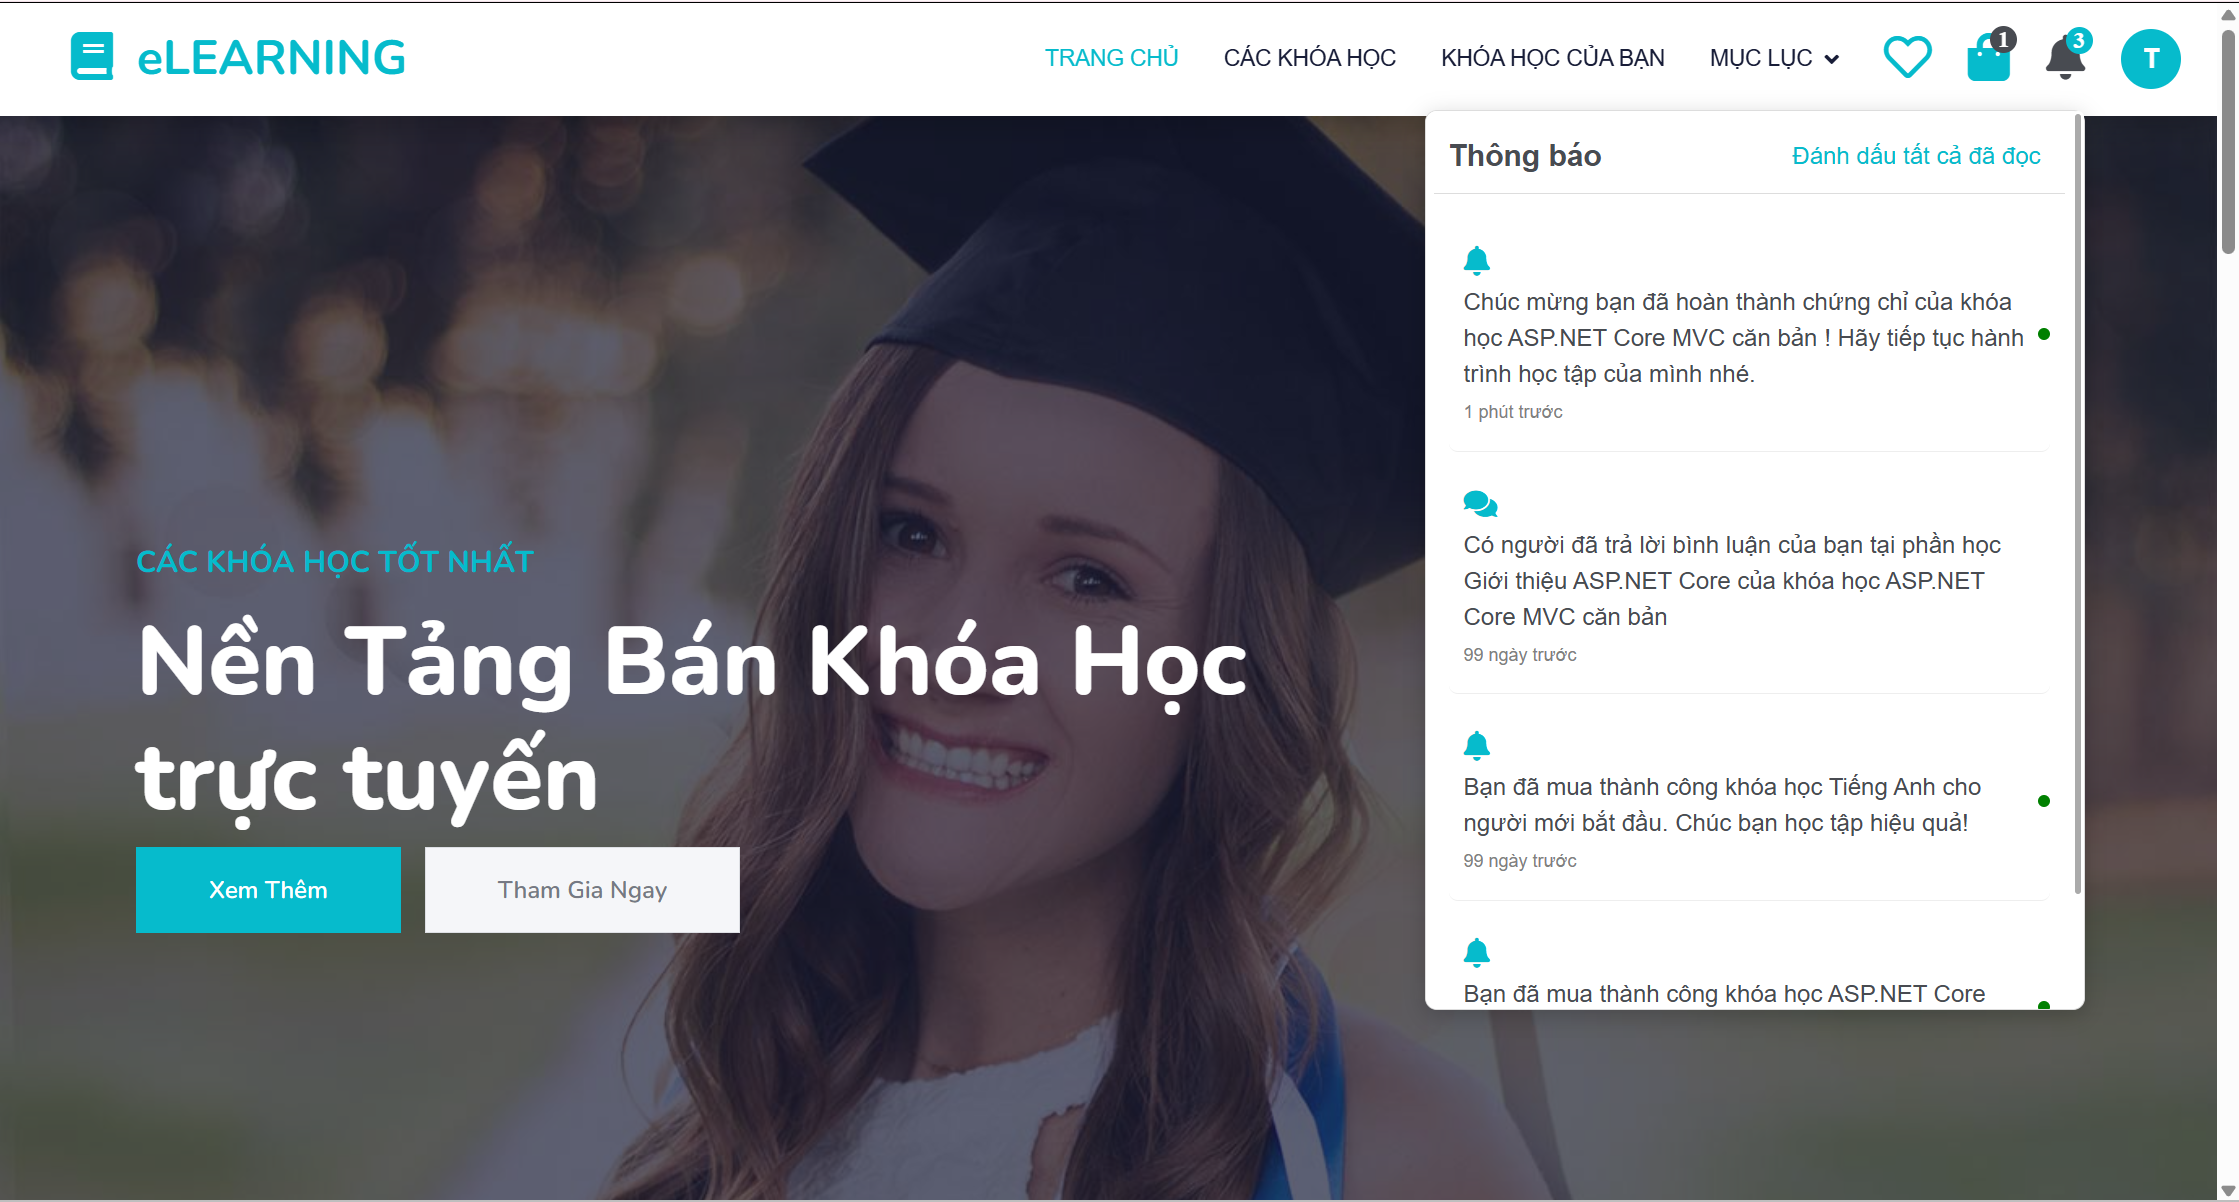 eLEARNING
TRANG CHỦ
CÁC KHÓA HỌC
KHÓA HỌC CỦA BẠN
MỤC LỤC
1
3
T
Thông báo
Đánh dấu tất cả đã đọc
Chúc mừng bạn đã hoàn thành chứng chỉ của khóa
học ASP.NET Core MVC căn bản ! Hãy tiếp tục hành
trình học tập của mình nhé.
1 phút trước
Có người đã trả lời bình luận của bạn tại phần học
Giới thiệu ASP.NET Core của khóa học ASP.NET
Core MVC căn bản
99 ngày trước
Bạn đã mua thành công khóa học Tiếng Anh cho
người mới bắt đầu. Chúc bạn học tập hiệu quả!
99 ngày trước
Bạn đã mua thành công khóa học ASP.NET Core
CÁC KHÓA HỌC TỐT NHẤT
Nền Tảng Bán Khóa Học
trực tuyến
Xem Thêm
Tham Gia Ngay